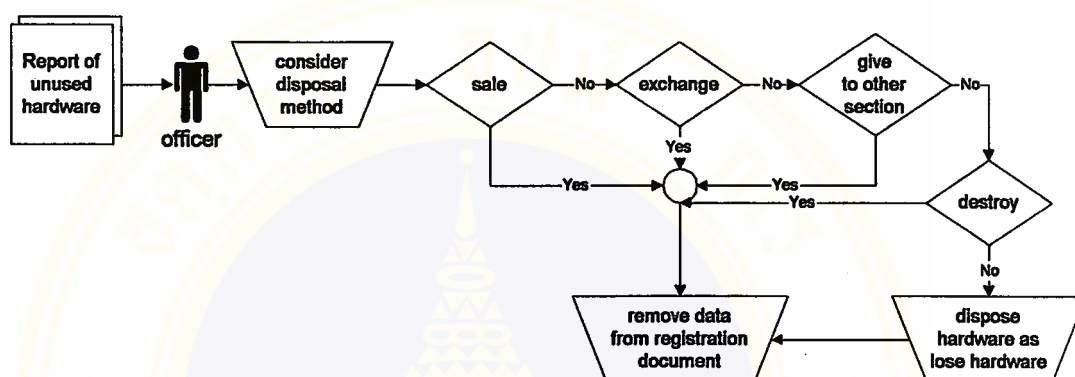 Report of
unused
hardware
officer
consider
disposal
method
sale
No
exchange
No
give
to other
section
No
Yes
Yes
Yes
Yes
destroy
No
remove data
from registration
document
dispose
hardware as
lose hardware